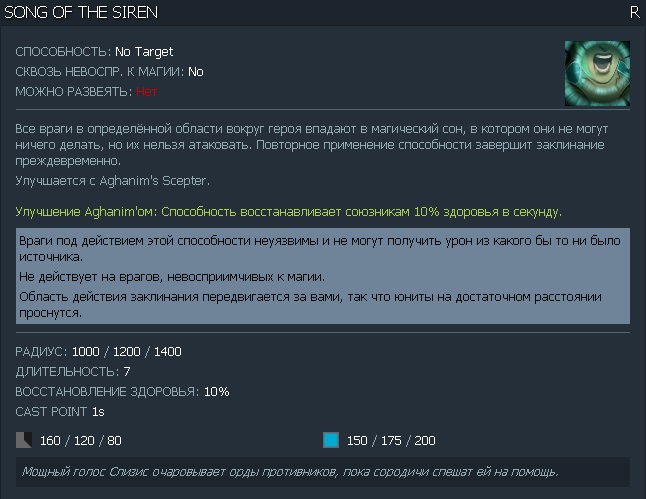 SONG OF THE SIREN R
СПОСОБНОСТЬ: No Target
СКВОЗЬ НЕВОСПР. К МАГИИ: No
МОЖНО РАЗВЕЯТЬ: Нет
Все враги в определённой области вокруг героя впадают в магический сон, в котором они не могут
ничего делать, но их нельзя атаковать. Повторное применение способности завершит заклинание
преждевременно.
Улучшается с Aghanim's Scepter.
Улучшение Aghanim'ом: Способность восстанавливает союзникам 10% здоровья в секунду.
Враги под действием этой способности неуязвимы и не могут получить урон из какого бы то ни было
источника.
Не действует на врагов, невосприимчивых к магии.
Область действия заклинания передвигается за вами, так что юниты на достаточном расстоянии
проснутся.
РАДИУС: 1000 / 1200 / 1400
ДЛИТЕЛЬНОСТЬ: 7
ВОССТАНОВЛЕНИЕ ЗДОРОВЬЯ: 10%
CAST POINT 1s
160 / 120 / 80 150 / 175 / 200
Мощный голос Слизис очаровывает орды противников, пока сородичи спешат ей на помощь.